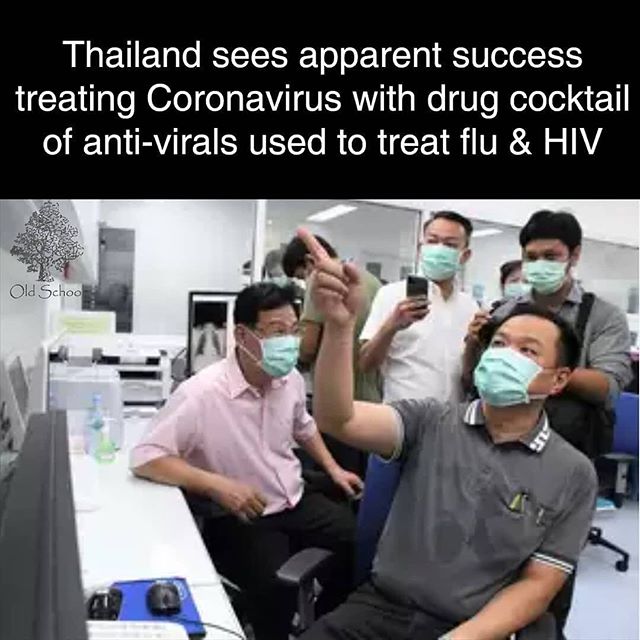 Thailand sees apparent success
treating Coronavirus with drug cocktail
of anti-virals used to treat flu & HIV
Old School